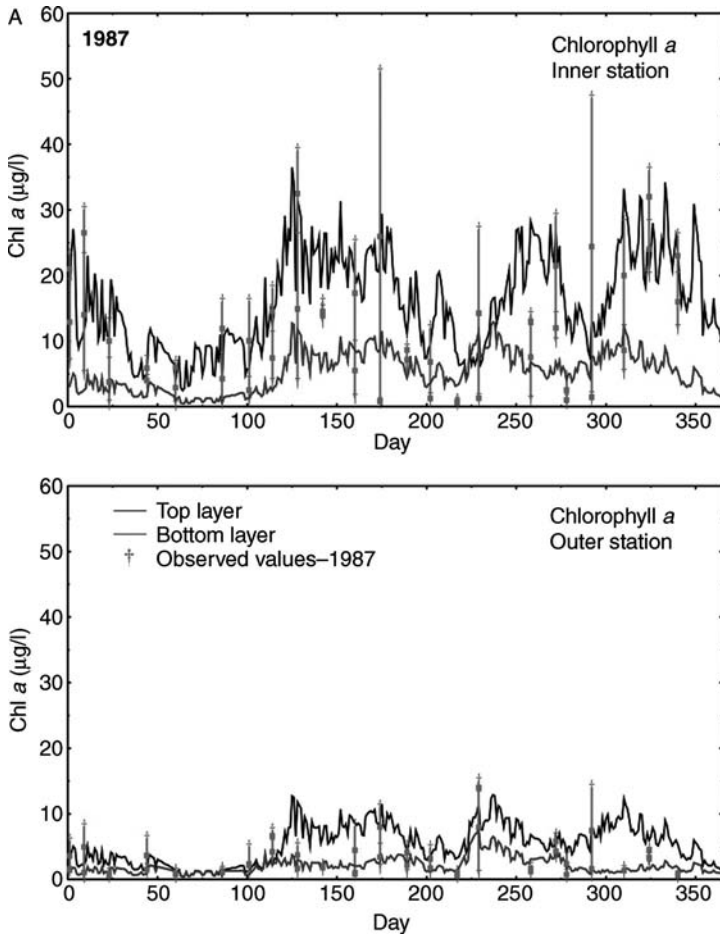 A
1987
Chlorophyll a
Inner station
Chl a (µg/l)
60
50
40
30
20
10
0
0 50 100 150 200 250 300 350
Day
Top layer
Bottom layer
† Observed values–1987
Chlorophyll a
Outer station
Chl a (µg/l)
60
50
40
30
20
10
0
0 50 100 150 200 250 300 350
Day